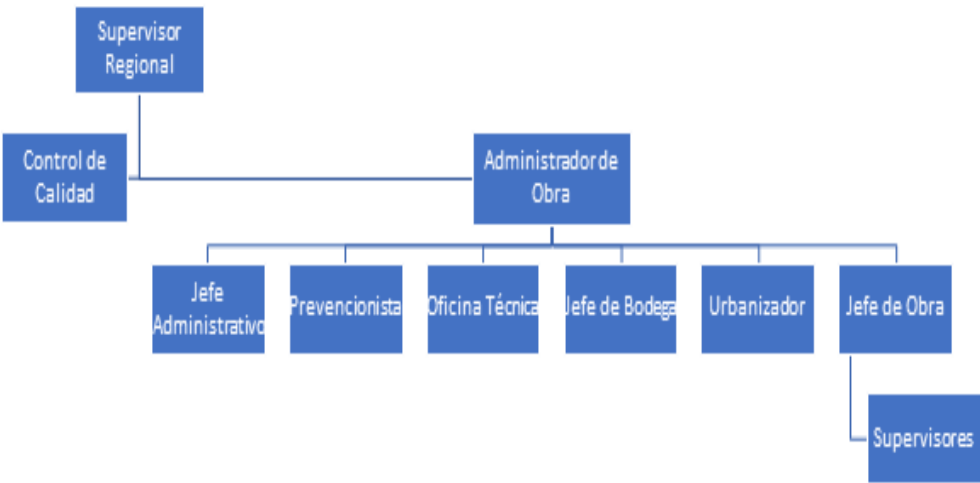 Supervisor
Regional
Control de
Calidad
Administrador de
Obra
Jefe
Administrativo
Prevencionista
Oficina Técnica
Jefe de Bodega
Urbanizador
Jefe de Obra
Supervisores